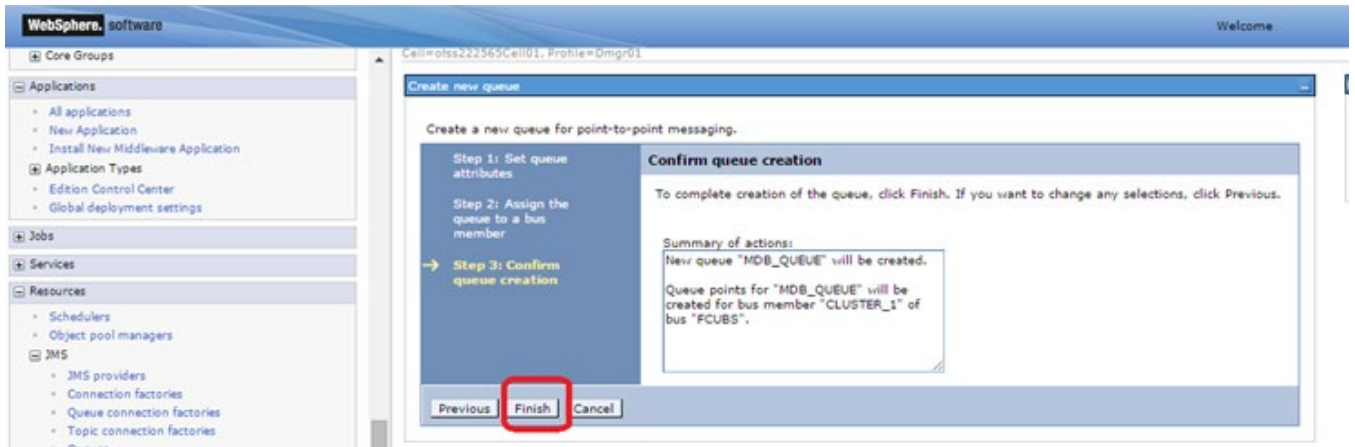 WebSphere. software
Welcome
Core Groups
Cell=ofss222565Cell01, Profile=Dmgr01
Applications
All applications
New Application
Install New Middleware Application
Application Types
Edition Control Center
Global deployment settings
Jobs
Services
Resources
Schedulers
Object pool managers
JMS
JMS providers
Connection factories
Queue connection factories
Topic connection factories
Create new queue
Create a new queue for point-to-point messaging.
Step 1: Set queue
attributes
Step 2: Assign the
queue to a bus
member
Step 3: Confirm
queue creation
Confirm queue creation
To complete creation of the queue, click Finish. If you want to change any selections, click Previous.
Summary of actions:
New queue "MDB_QUEUE" will be created.
Queue points for "MDB_QUEUE" will be
created for bus member "CLUSTER_1" of
bus "FCUBS".
Previous Finish Cancel